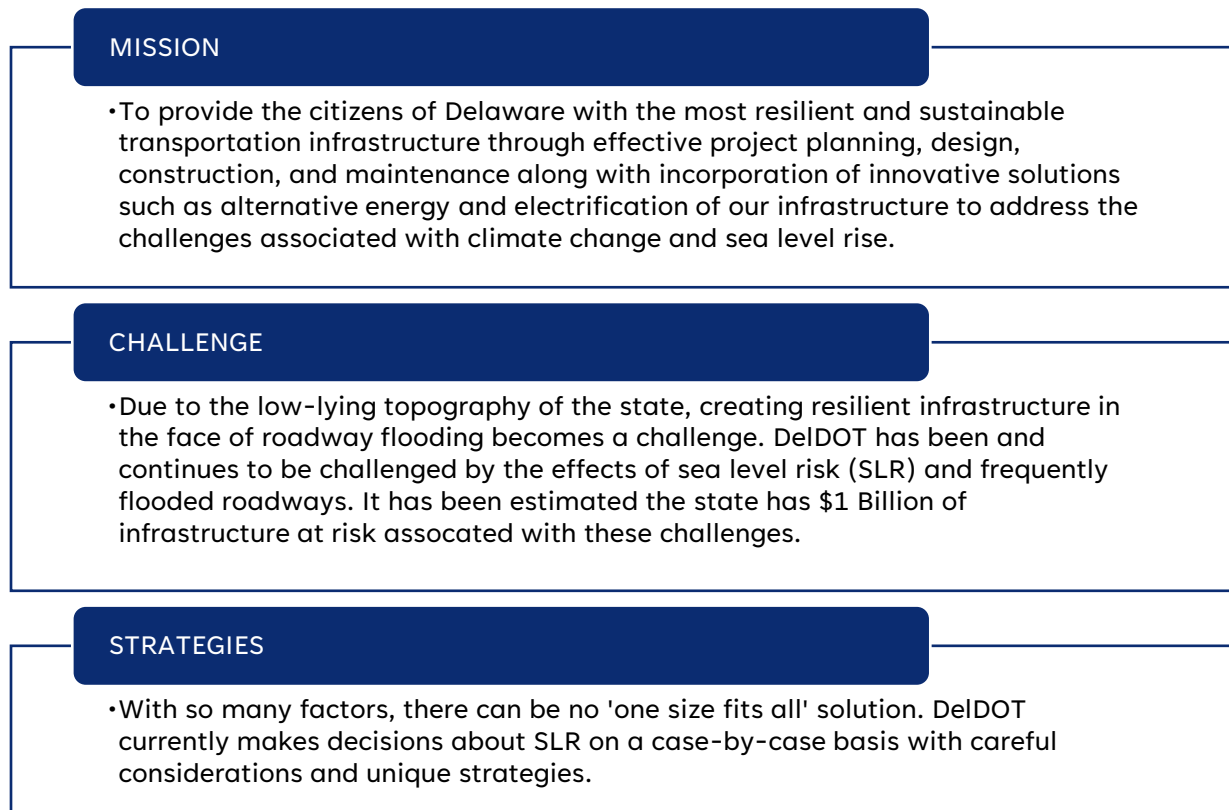 MISSION
•To provide the citizens of Delaware with the most resilient and sustainable
transportation infrastructure through effective project planning, design,
construction, and maintenance along with incorporation of innovative solutions
such as alternative energy and electrification of our infrastructure to address the
challenges associated with climate change and sea level rise.
CHALLENGE
•Due to the low-lying topography of the state, creating resilient infrastructure in
the face of roadway flooding becomes a challenge. DelDOT has been and
continues to be challenged by the effects of sea level risk (SLR) and frequently
flooded roadways. It has been estimated the state has $1 Billion of
infrastructure at risk assocated with these challenges.
STRATEGIES
•With so many factors, there can be no 'one size fits all' solution. DelDOT
currently makes decisions about SLR on a case-by-case basis with careful
considerations and unique strategies.